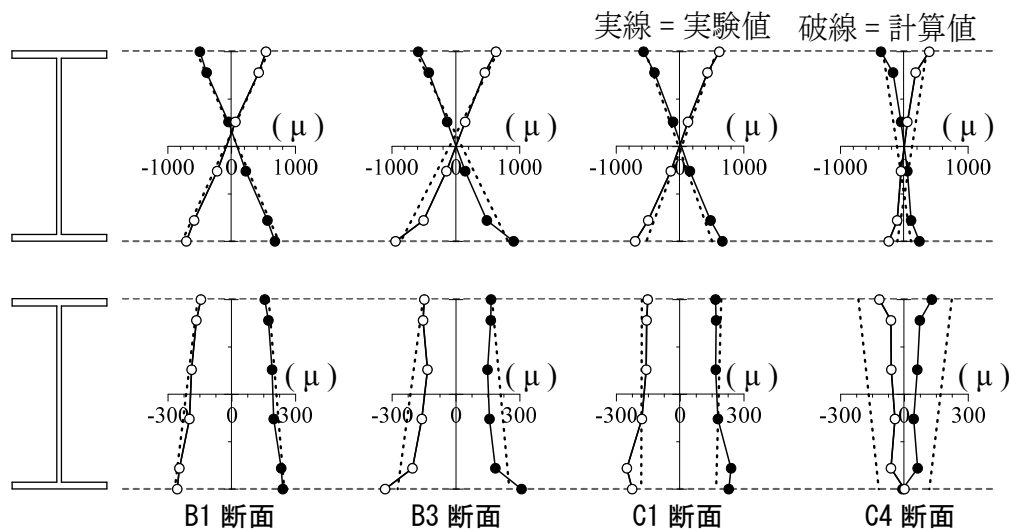 実線 = 実験値 破線 = 計算値
(μ) (μ) (μ) (μ)
-1000 0 1000 -1000 0 1000 -1000 0 1000 -1000 0 1000
(μ) (μ) (μ) (μ)
-300 0 300 -300 0 300 -300 0 300 -300 0 300
B1 断面 B3 断面 C1 断面 C4 断面